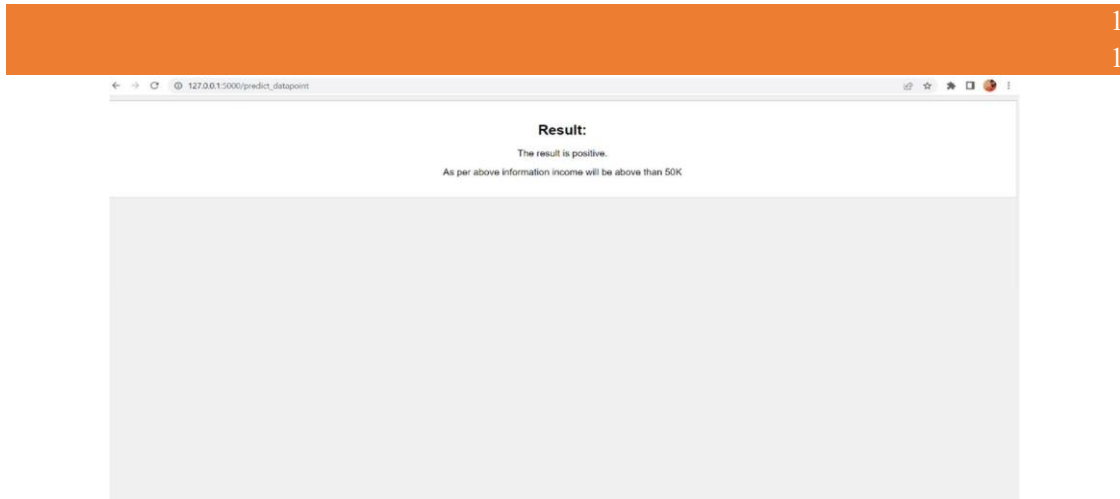 1
1
127.0.0.1:5000/predict_datapoint
Result:
The result is positive.
As per above information income will be above than 50K